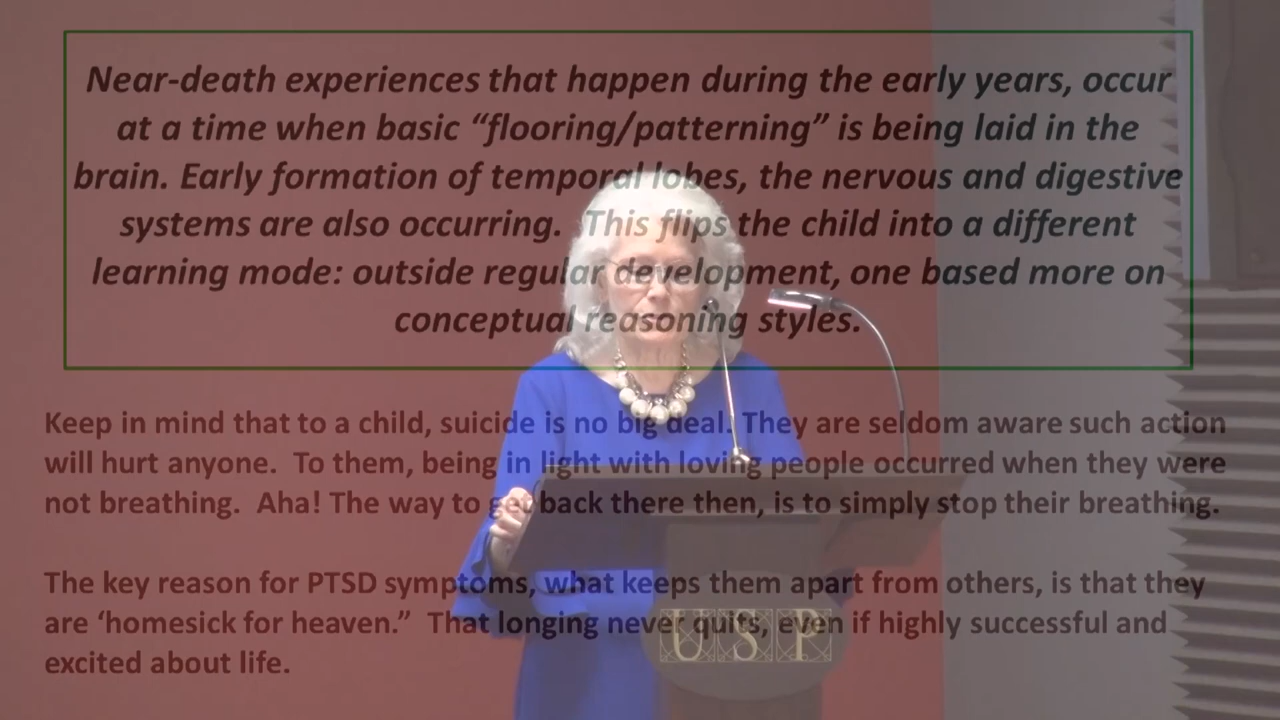 Near-death experiences that happen during the early years, occur
at a time when basic “flooring/patterning” is being laid in the
brain. Early formation of temporal lobes, the nervous and digestive
systems are also occurring.  This flips the child into a different
learning mode: outside regular development, one based more on
conceptual reasoning styles.
Keep in mind that to a child, suicide is no big deal. They are seldom aware such action
will hurt anyone.  To them, being in light with loving people occurred when they were
not breathing.  Aha! The way to get back there then, is to simply stop their breathing.
The key reason for PTSD symptoms, what keeps them apart from others, is that they
are ‘homesick for heaven.”  That longing never quits, even if highly successful and
excited about life.
USP